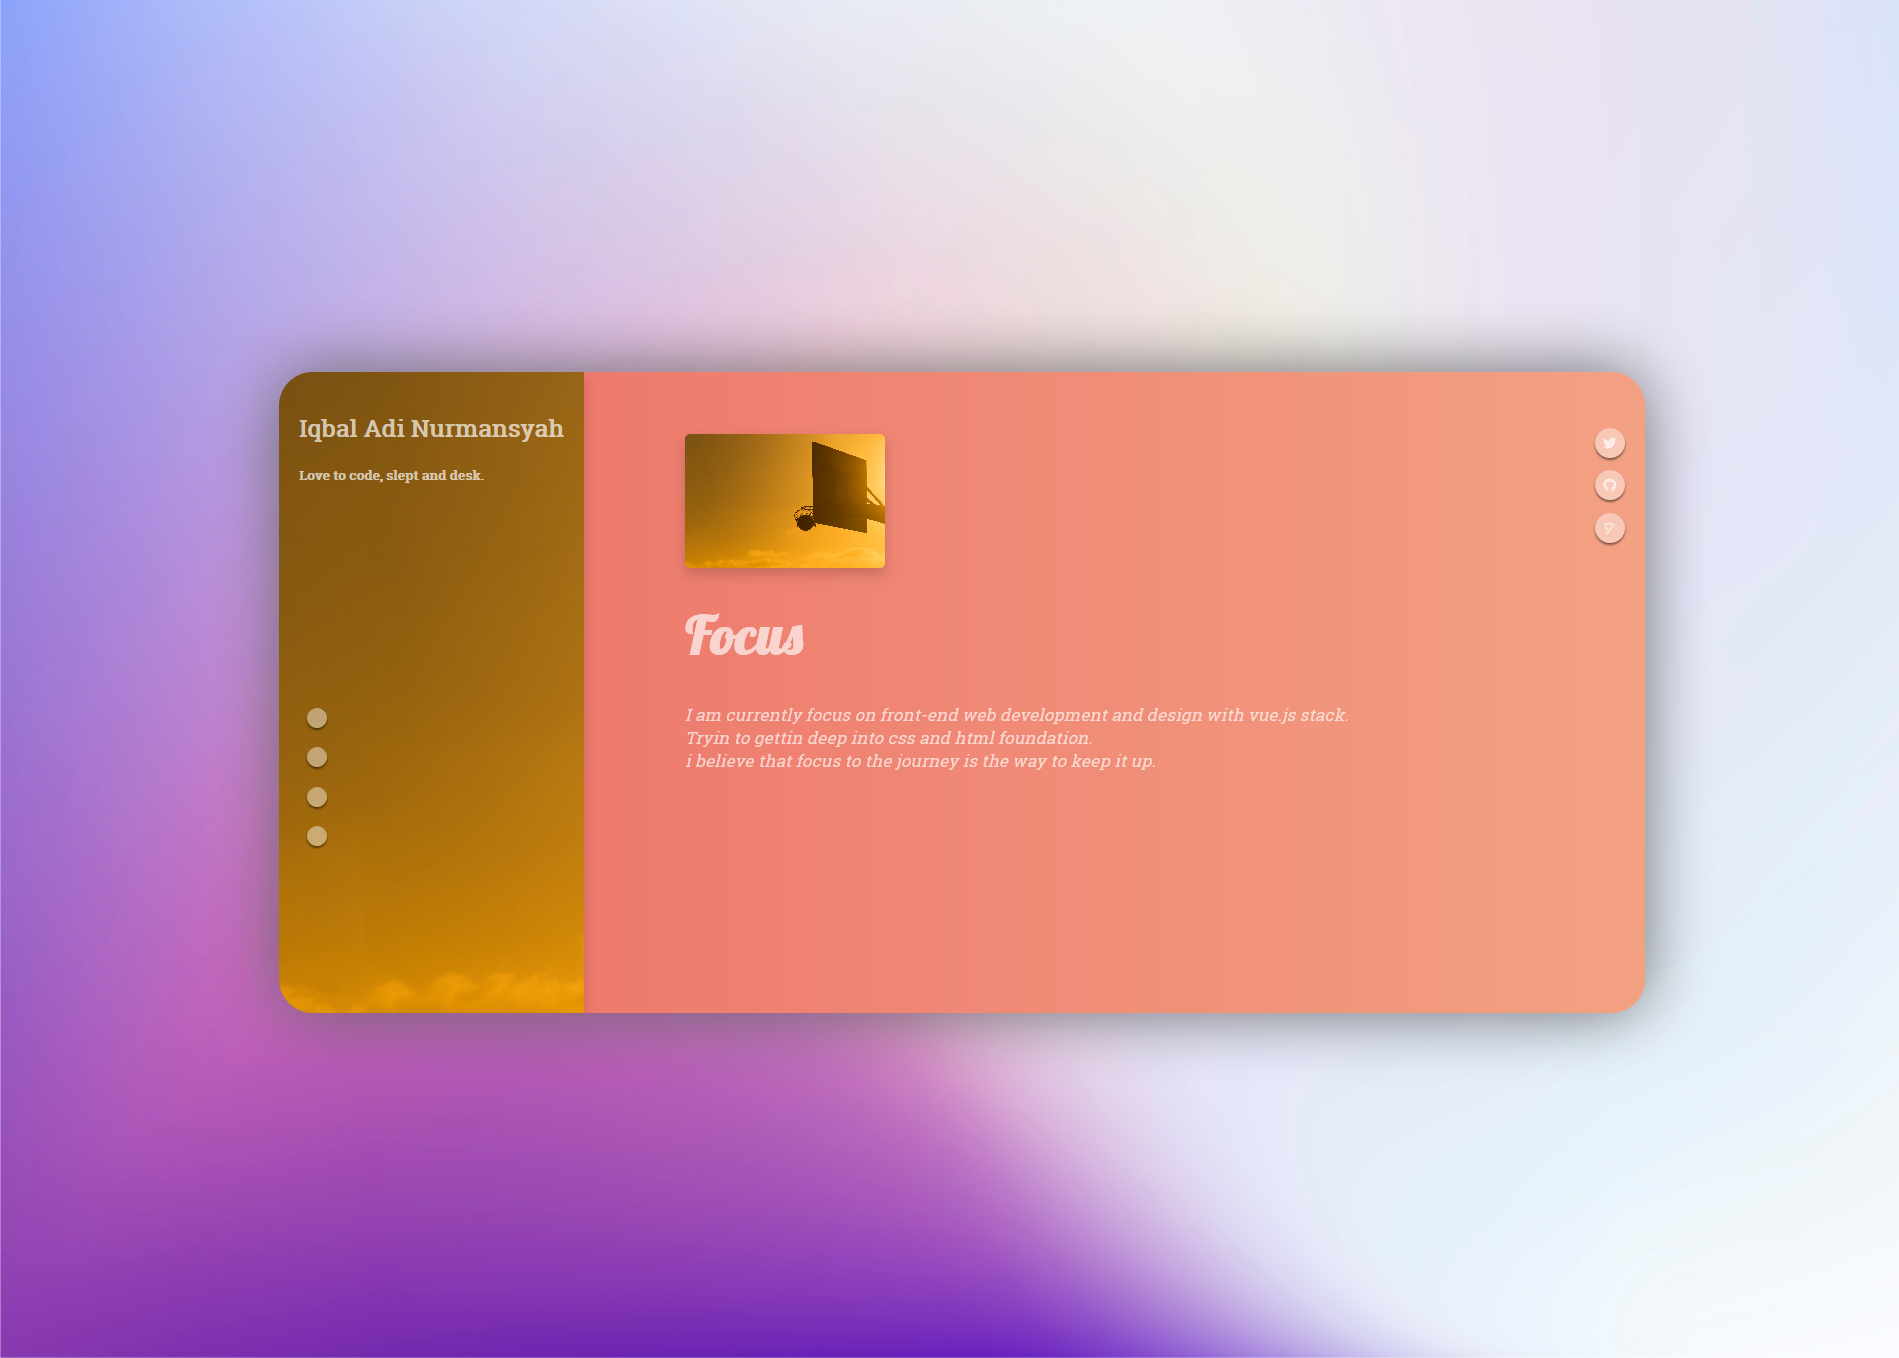 Iqbal Adi Nurmansyah
Love to code, slept and desk.
Focus
I am currently focus on front-end web development and design with vue.js stack.
Tryin to gettin deep into css and html foundation.
i believe that focus to the journey is the way to keep it up.